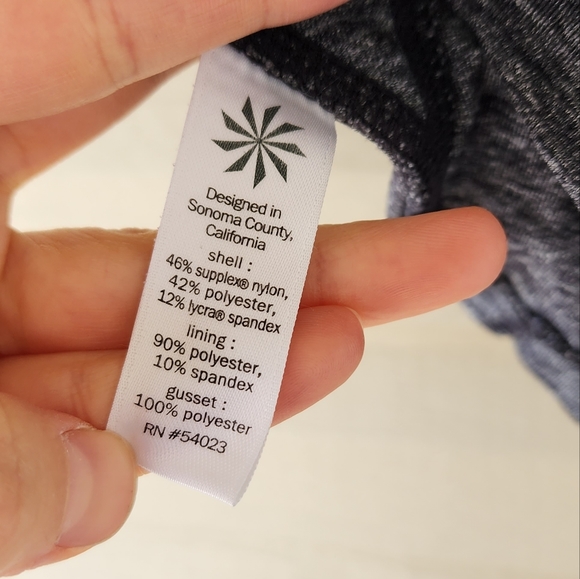 Designed in
Sonoma County,
California
shell :
46% supplex® nylon,
42% polyester,
12% lycra® spandex
lining :
90% polyester,
10% spandex
gusset :
100% polyester
RN #54023